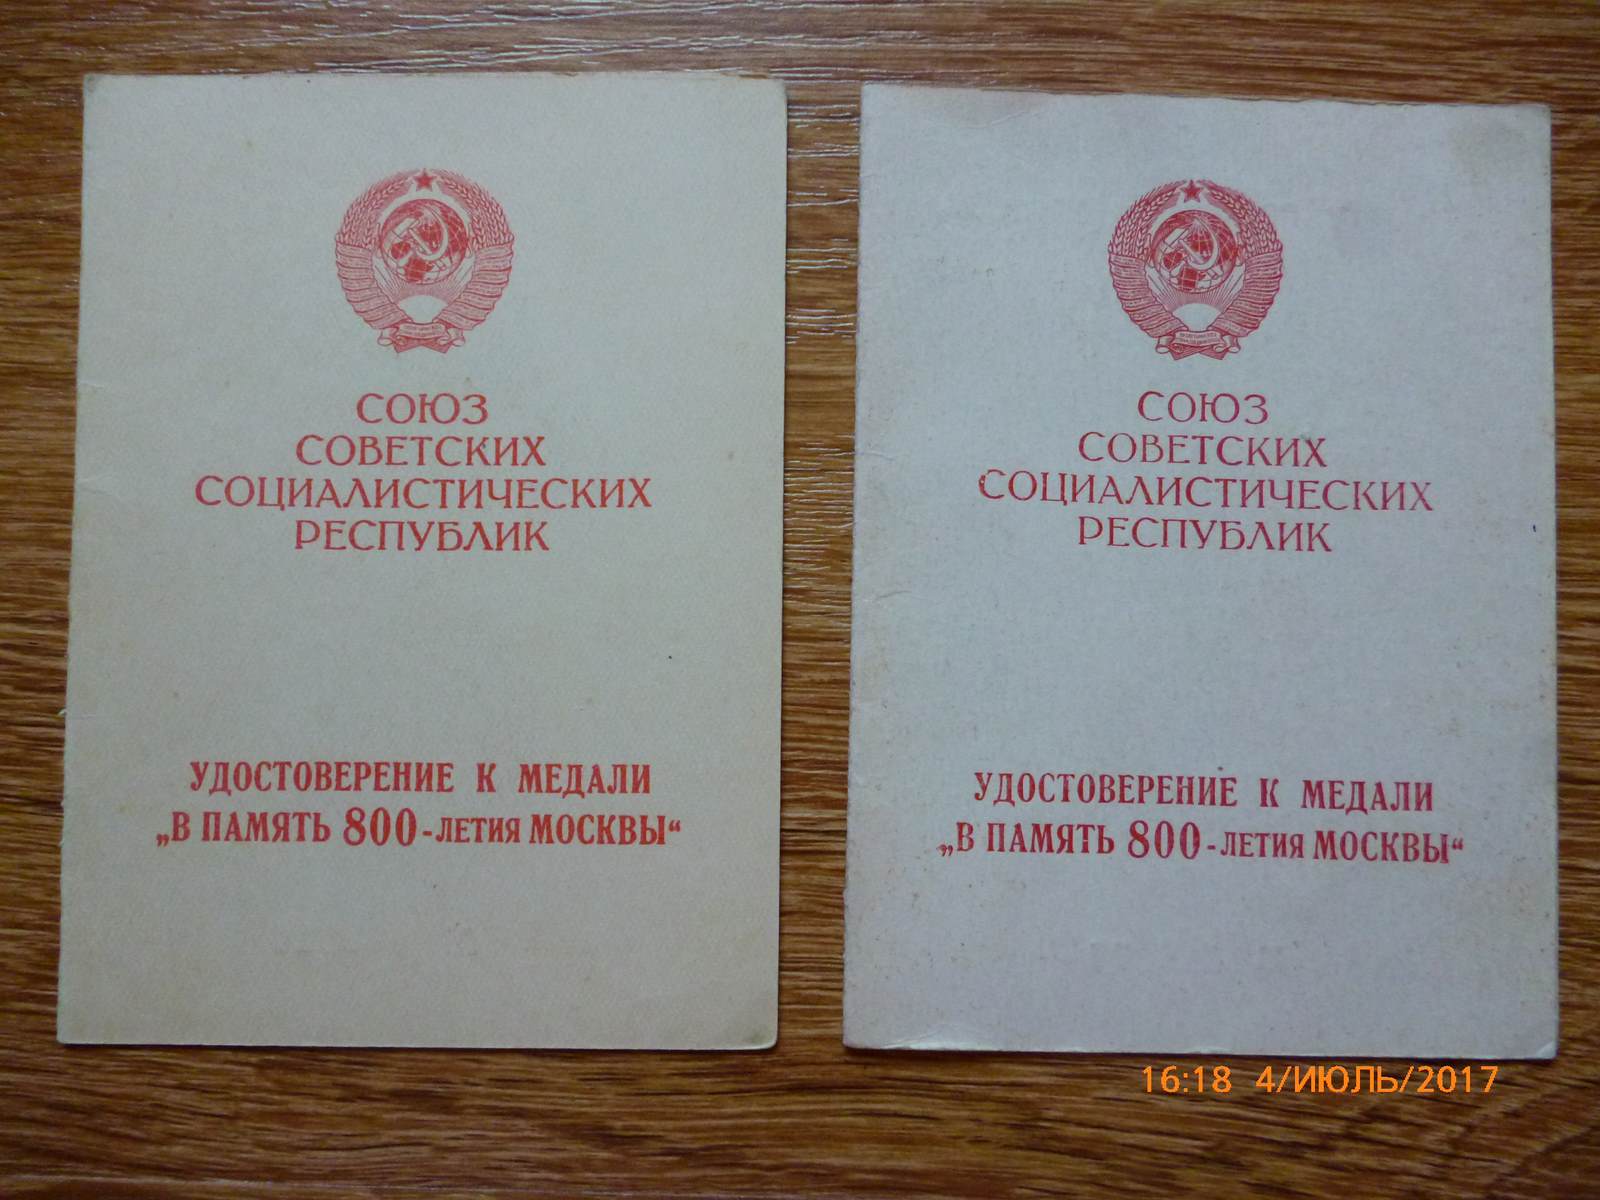 СОЮЗ
СОВЕТСКИХ
СОЦИАЛИСТИЧЕСКИХ
РЕСПУБЛИК
УДОСТОВЕРЕНИЕ К МЕДАЛИ
„В ПАМЯТЬ 800-ЛЕТИЯ МОСКВЫ“
СОЮЗ
СОВЕТСКИХ
СОЦИАЛИСТИЧЕСКИХ
РЕСПУБЛИК
УДОСТОВЕРЕНИЕ К МЕДАЛИ
„В ПАМЯТЬ 800-ЛЕТИЯ МОСКВЫ“
16:18 4/ИЮЛЬ/2017